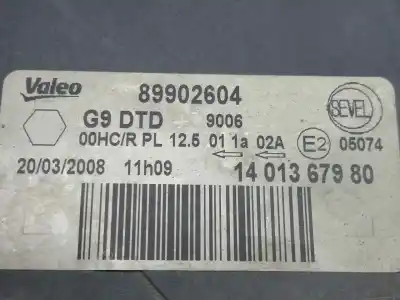 Valeo 89902604 SEVEL
G9 DTD 9006
00HC/R PL 12.5 01 1a 02A E2 05074
20/03/2008 11h09 14 013 679 80